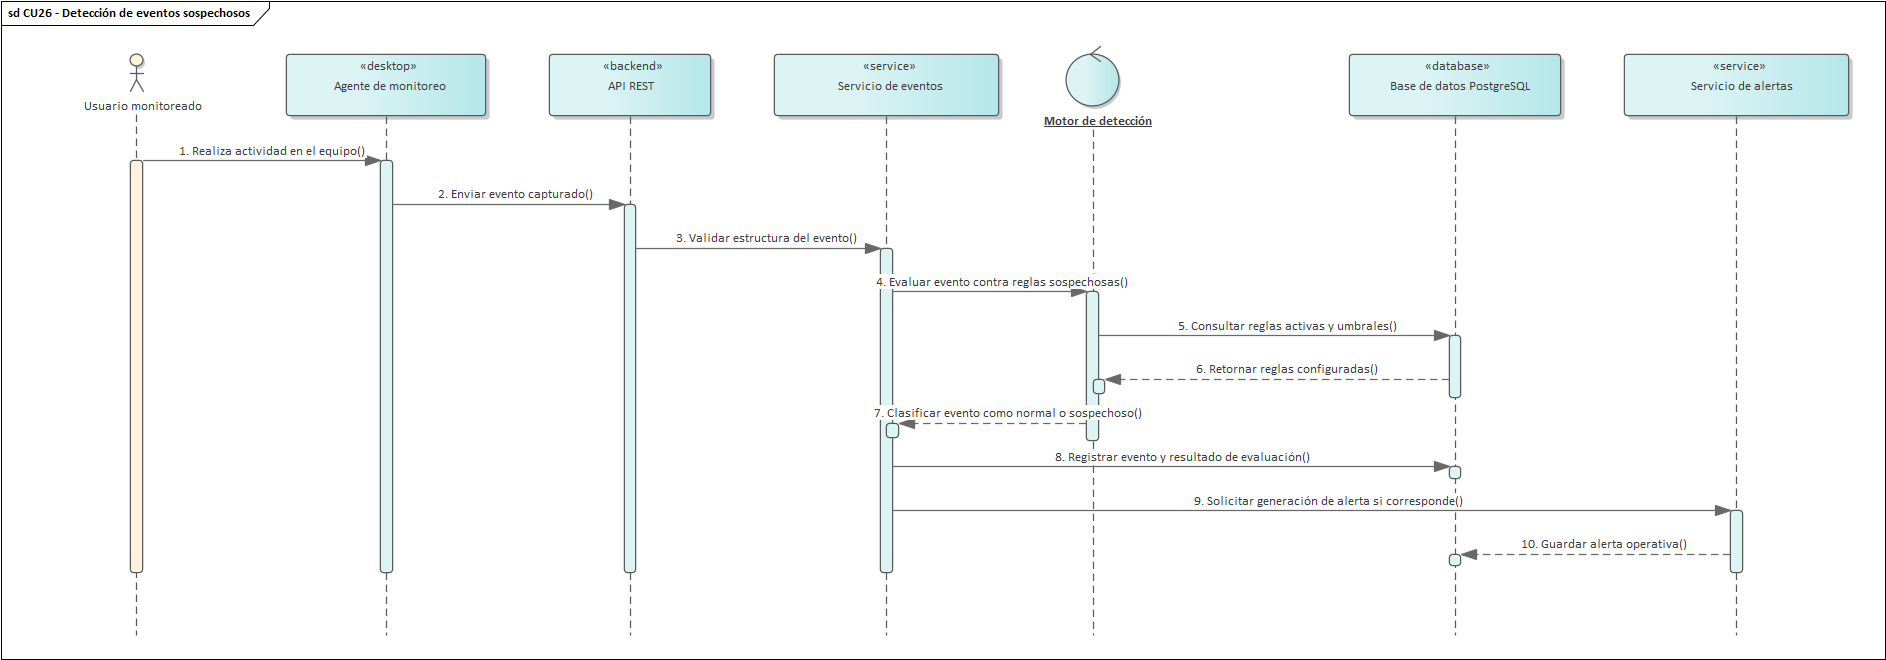 sd CU26 - Detección de eventos sospechosos
Usuario monitoreado
«desktop»
Agente de monitoreo
«backend»
API REST
«service»
Servicio de eventos
Motor de detección
«database»
Base de datos PostgreSQL
«service»
Servicio de alertas
1. Realiza actividad en el equipo()
2. Enviar evento capturado()
3. Validar estructura del evento()
4. Evaluar evento contra reglas sospechosas()
5. Consultar reglas activas y umbrales()
6. Retornar reglas configuradas()
7. Clasificar evento como normal o sospechoso()
8. Registrar evento y resultado de evaluación()
9. Solicitar generación de alerta si corresponde()
10. Guardar alerta operativa()